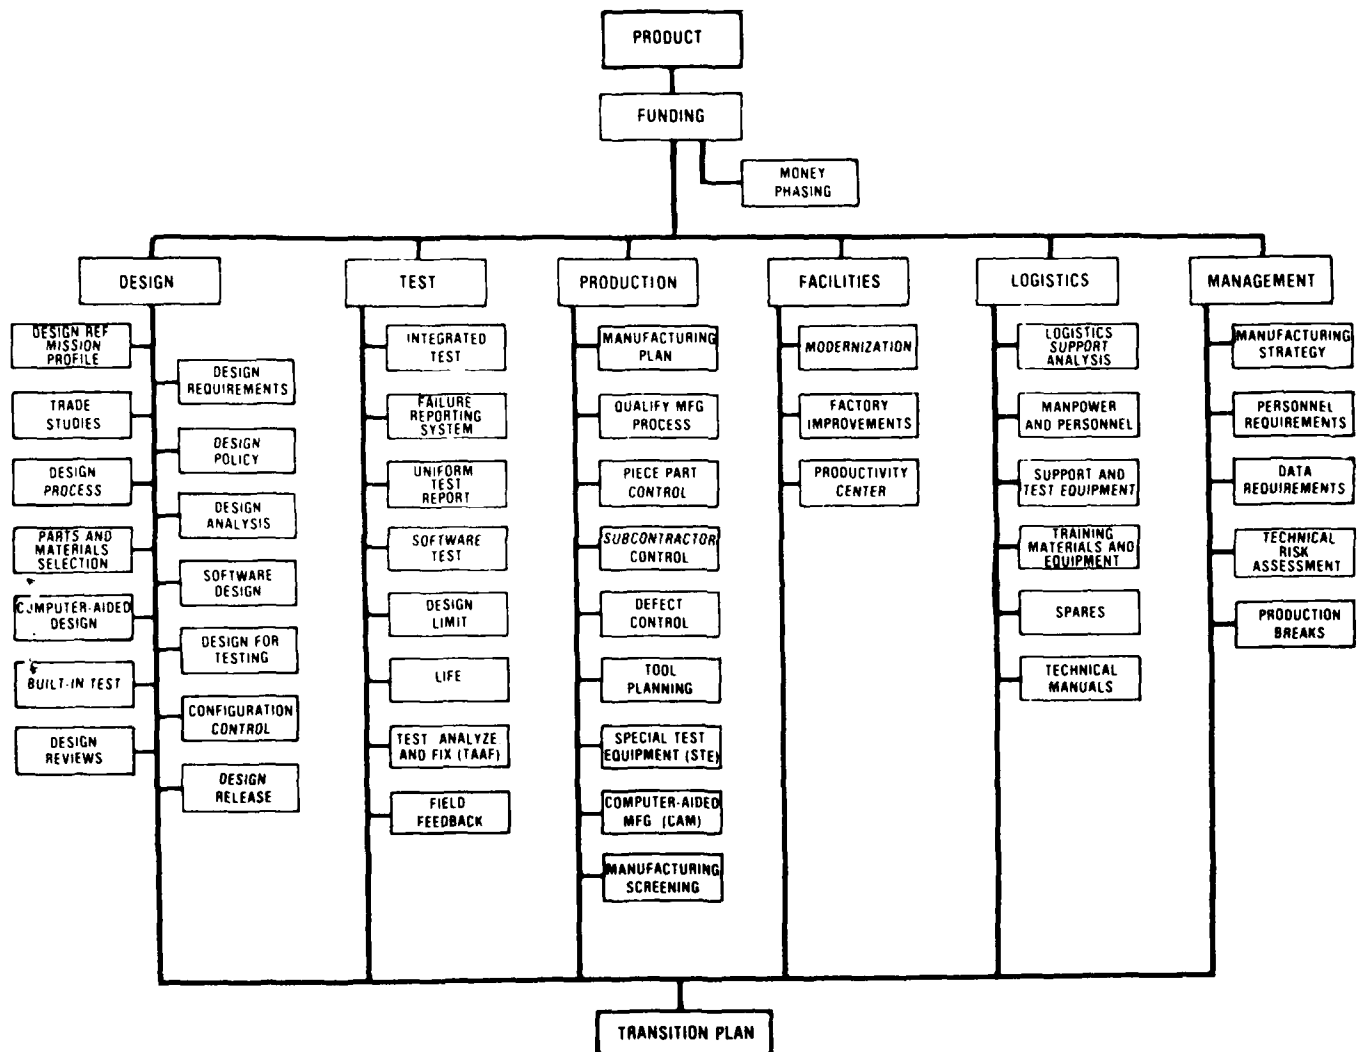 PRODUCT
FUNDING
MONEY
PHASING
DESIGN
TEST
PRODUCTION
FACILITIES
LOGISTICS
MANAGEMENT
DESIGN REF
MISSION
PROFILE
TRADE
STUDIES
DESIGN
PROCESS
PARTS AND
MATERIALS
SELECTION
COMPUTER-AIDED
DESIGN
BUILT-IN TEST
DESIGN
REVIEWS
DESIGN
REQUIREMENTS
DESIGN
POLICY
DESIGN
ANALYSIS
SOFTWARE
DESIGN
DESIGN FOR
TESTING
CONFIGURATION
CONTROL
DESIGN
RELEASE
INTEGRATED
TEST
FAILURE
REPORTING
SYSTEM
UNIFORM
TEST
REPORT
SOFTWARE
TEST
DESIGN
LIMIT
LIFE
TEST ANALYZE
AND FIX (TAAF)
FIELD
FEEDBACK
MANUFACTURING
PLAN
QUALIFY MFG
PROCESS
PIECE PART
CONTROL
SUBCONTRACTOR
CONTROL
DEFECT
CONTROL
TOOL
PLANNING
SPECIAL TEST
EQUIPMENT (STE)
COMPUTER-AIDED
MFG (CAM)
MANUFACTURING
SCREENING
MODERNIZATION
FACTORY
IMPROVEMENTS
PRODUCTIVITY
CENTER
LOGISTICS
SUPPORT
ANALYSIS
MANPOWER
AND PERSONNEL
SUPPORT AND
TEST EQUIPMENT
TRAINING
MATERIALS AND
EQUIPMENT
SPARES
TECHNICAL
MANUALS
MANUFACTURING
STRATEGY
PERSONNEL
REQUIREMENTS
DATA
REQUIREMENTS
TECHNICAL
RISK
ASSESSMENT
PRODUCTION
BREAKS
TRANSITION PLAN